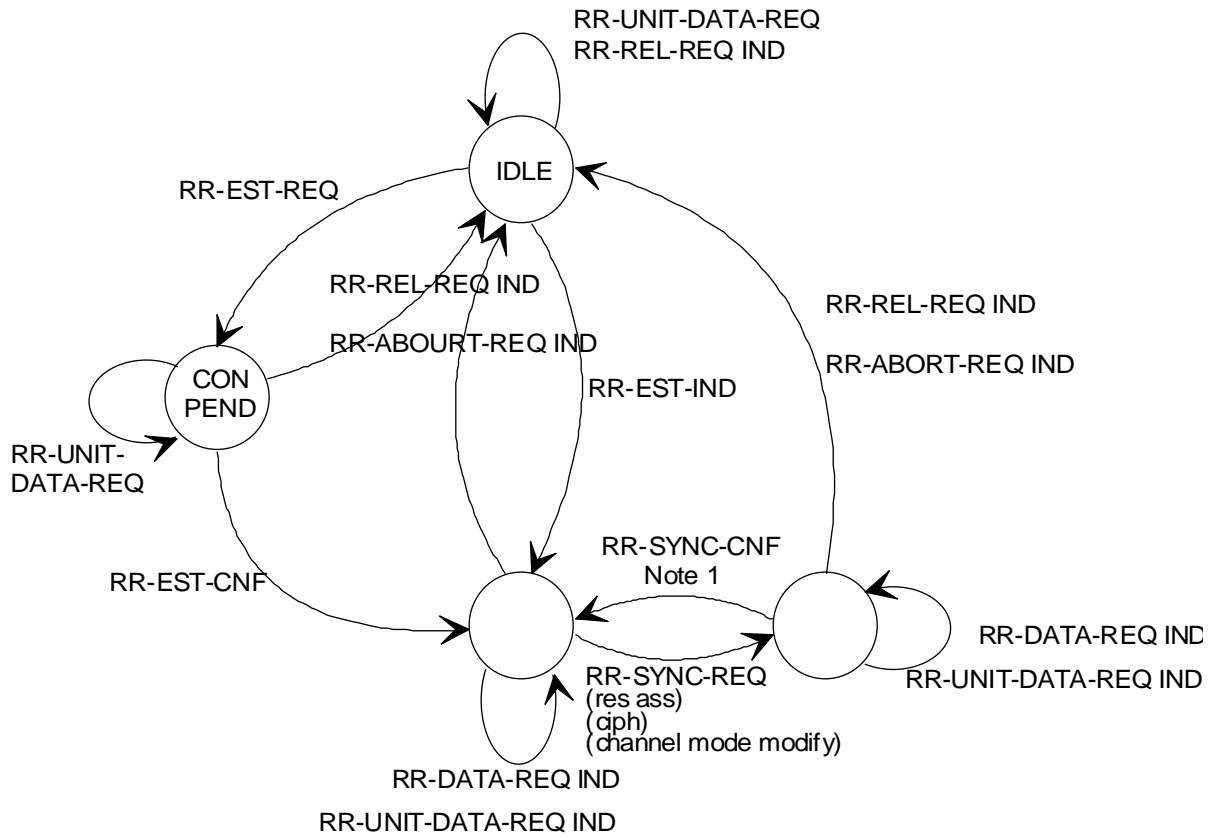 RR-UNIT-DATA-REQ
RR-REL-REQ IND
IDLE
RR-EST-REQ
RR-REL-REQ IND
RR-ABOURT-REQ IND
RR-REL-REQ IND
RR-ABORT-REQ IND
CON
PEND
RR-EST-IND
RR-UNIT-
DATA-REQ
RR-EST-CNF
RR-SYNC-CNF
Note 1
RR-SYNC-REQ
(res ass)
(ciph)
(channel mode modify)
RR-DATA-REQ IND
RR-UNIT-DATA-REQ IND
RR-DATA-REQ IND
RR-UNIT-DATA-REQ IND